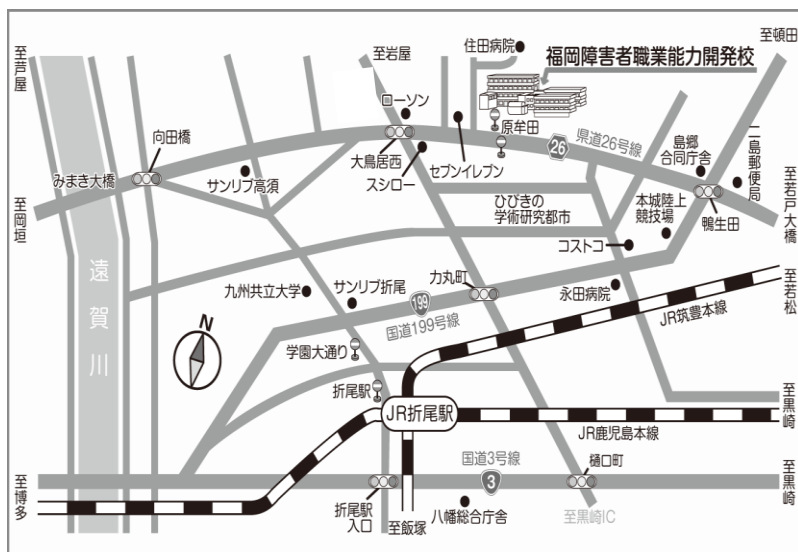 至芦屋
至岩屋
住田病院
福岡障害者職業能力開発校
至頓田
ローソン
原牟田
向田橋
大鳥居西
スシロー
セブンイレブン
26
県道26号線
島郷
合同庁舎
二島郵便局
みまき大橋
サンリブ高須
ひびきの
学術研究都市
本城陸上
競技場
鴨生田
至若戸大橋
至岡垣
コストコ
遠賀川
九州共立大学
サンリブ折尾
力丸町
199
国道199号線
永田病院
至若松
JR筑豊本線
N
学園大通り
折尾駅
JR折尾駅
至黒崎
JR鹿児島本線
国道3号線
樋口町
至博多
折尾駅
入口
至飯塚
3
八幡総合庁舎
至黒崎IC
至黒崎